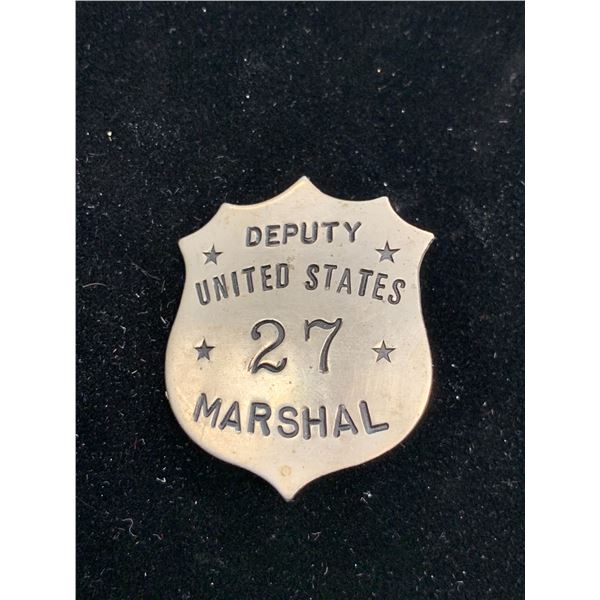 DEPUTY
UNITED STATES
27
MARSHAL